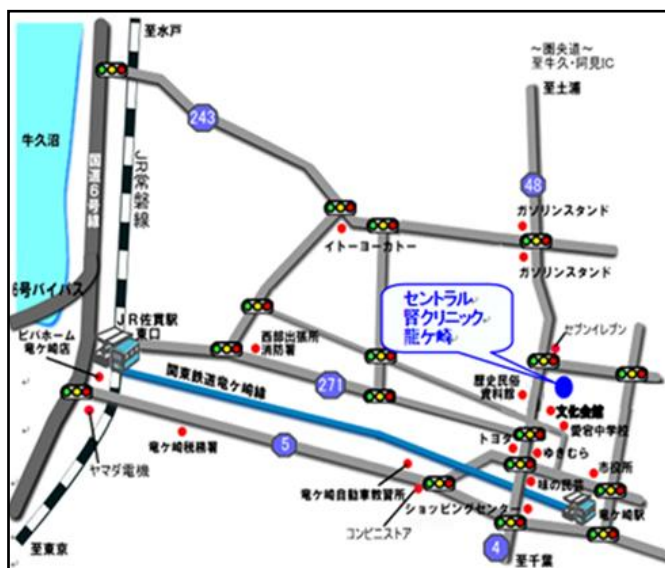 至水戸
～圏央道～
至牛久・阿見IC
至土浦
243
牛久沼
国道6号線
JR常磐線
48
ガソリンスタンド
イトーヨーカトー
ガソリンスタンド
6号バイパス
セントラル
腎クリニック
龍ケ崎
JR佐貫駅
東口
ビバホーム
竜ケ崎店
西部出張所
消防署
セブンイレブン
関東鉄道竜ケ崎線
271
歴史民俗
資料館
文化会館
愛宕中学校
トヨタ
ゆきむら
ヤマダ電機
竜ケ崎税務署
5
市役所
味の民芸
竜ケ崎自動車教習所
ショッピングセンター
竜ケ崎駅
コンビニストア
至東京
4
至千葉